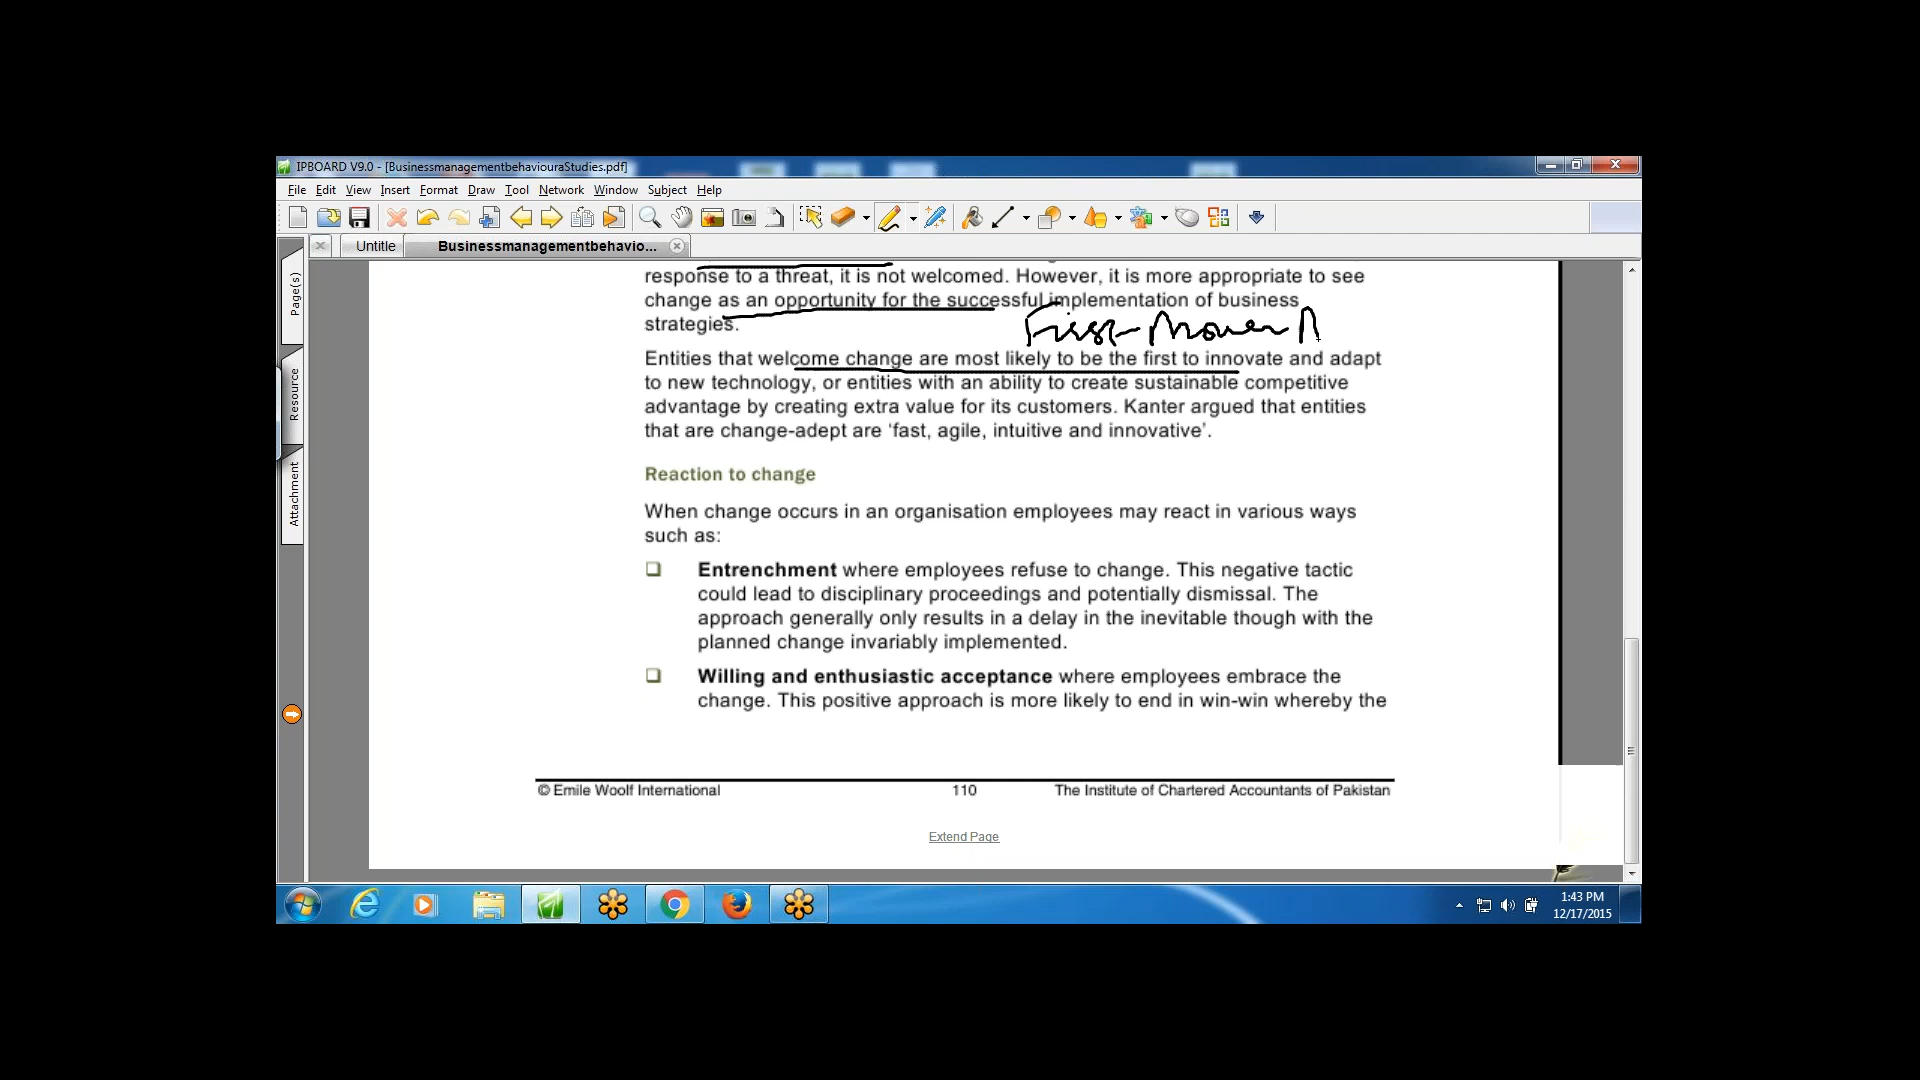 IPBOARD V9.0 - [BusinessmanagementbehaviouraStudies.pdf]
File Edit View Insert Format Draw Tool Network Window Subject Help
Untitle Businessmanagementbehavio...
Page(s)
Resource
Attachment
response to a threat, it is not welcomed. However, it is more appropriate to see
change as an opportunity for the successful implementation of business
strategies.
First-Mover A
Entities that welcome change are most likely to be the first to innovate and adapt
to new technology, or entities with an ability to create sustainable competitive
advantage by creating extra value for its customers. Kanter argued that entities
that are change-adept are ‘fast, agile, intuitive and innovative’.
Reaction to change
When change occurs in an organisation employees may react in various ways
such as:
❑ Entrenchment where employees refuse to change. This negative tactic
could lead to disciplinary proceedings and potentially dismissal. The
approach generally only results in a delay in the inevitable though with the
planned change invariably implemented.
❑ Willing and enthusiastic acceptance where employees embrace the
change. This positive approach is more likely to end in win-win whereby the
© Emile Woolf International 110 The Institute of Chartered Accountants of Pakistan
Extend Page
1:43 PM
12/17/2015